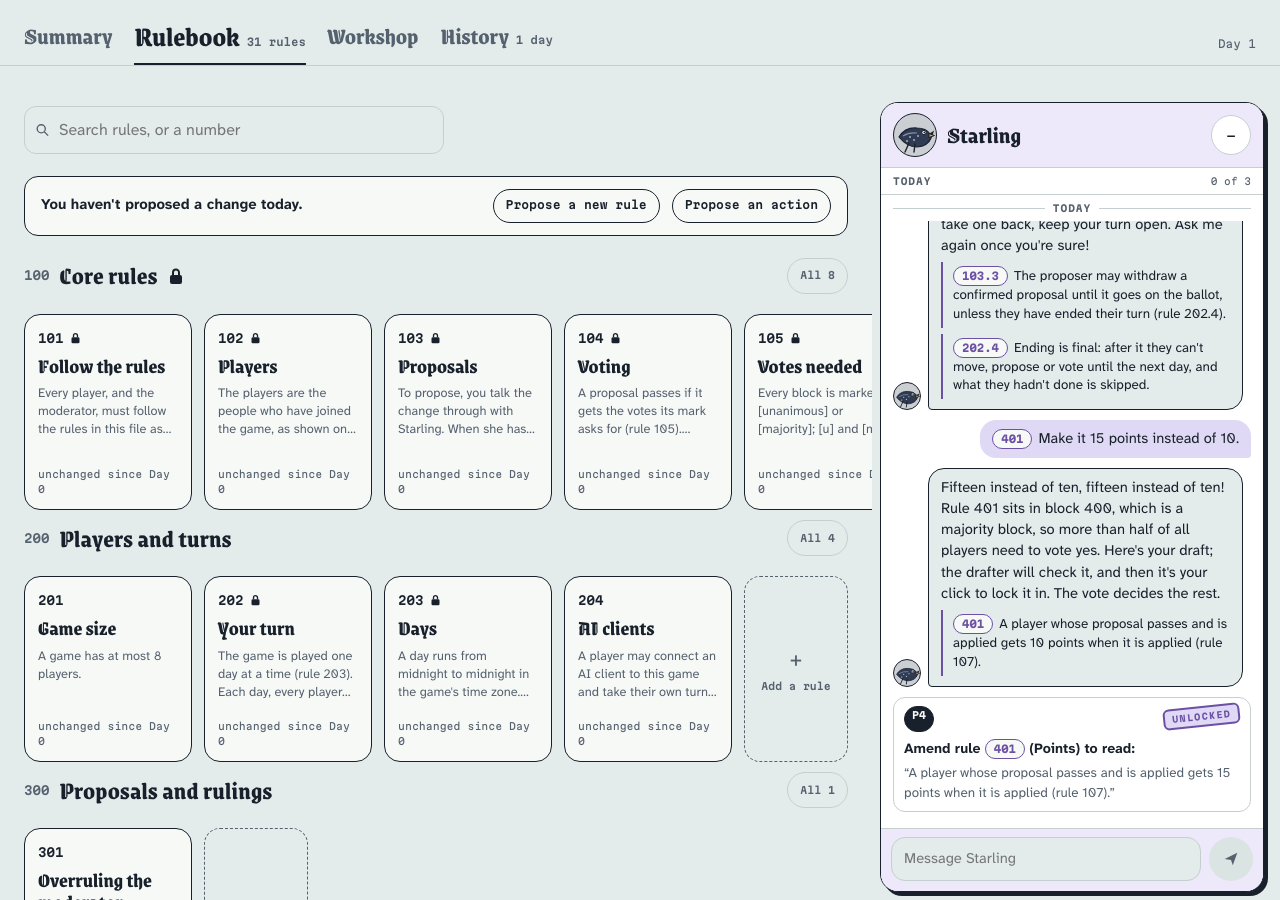 Summary
Rulebook 31 rules
Workshop
History 1 day
Day 1
Search rules, or a number
You haven't proposed a change today.
Propose a new rule
Propose an action
100 Core rules
All 8
101
Follow the rules
Every player, and the
moderator, must follow
the rules in this file as...
unchanged since Day
0
102
Players
The players are the
people who have joined
the game, as shown on...
unchanged since Day
0
103
Proposals
To propose, you talk the
change through with
Starling. When she has...
unchanged since Day
0
104
Voting
A proposal passes if it
gets the votes its mark
asks for (rule 105)....
unchanged since Day
0
105
Votes needed
Every block is marke
[unanimous] or
[majority]; [u] and [n
unchanged since Day
0
200 Players and turns
All 4
201
Game size
A game has at most 8
players.
unchanged since Day
0
202
Your turn
The game is played one
day at a time (rule 203).
Each day, every player...
unchanged since Day
0
203
Days
A day runs from
midnight to midnight in
the game's time zone....
unchanged since Day
0
204
AI clients
A player may connect an
AI client to this game
and take their own turn...
unchanged since Day
0
+
Add a rule
300 Proposals and rulings
All 1
301
Overruling the
Starling
–
TODAY
0 of 3
TODAY
take one back, keep your turn open. Ask me
again once you're sure!
103.3 The proposer may withdraw a
confirmed proposal until it goes on the ballot,
unless they have ended their turn (rule 202.4).
202.4 Ending is final: after it they can't
move, propose or vote until the next day, and
what they hadn't done is skipped.
401 Make it 15 points instead of 10.
Fifteen instead of ten, fifteen instead of ten!
Rule 401 sits in block 400, which is a
majority block, so more than half of all
players need to vote yes. Here's your draft;
the drafter will check it, and then it's your
click to lock it in. The vote decides the rest.
401 A player whose proposal passes and is
applied gets 10 points when it is applied (rule
107).
P4
UNLOCKED
Amend rule 401 (Points) to read:
“A player whose proposal passes and is applied gets 15
points when it is applied (rule 107).”
Message Starling